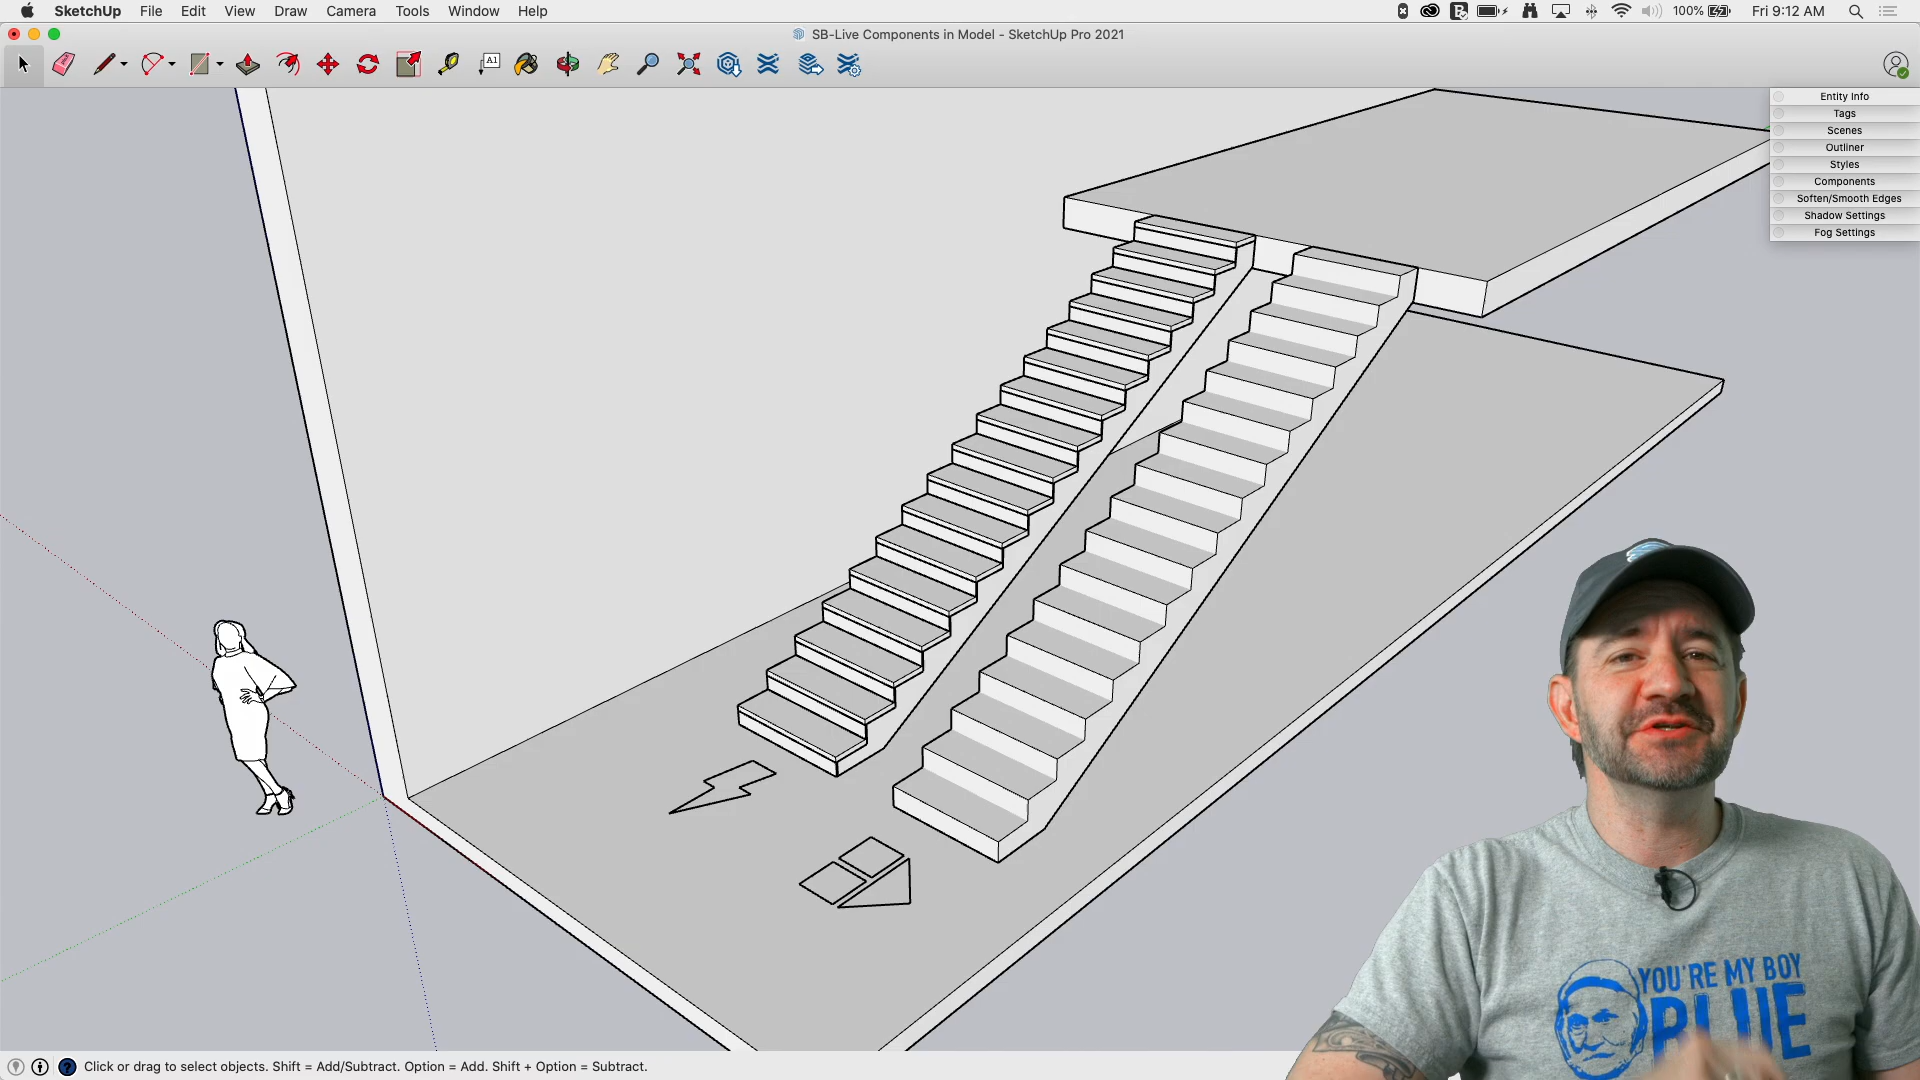 SketchUp File Edit View Draw Camera Tools Window Help 100% Fri 9:12 AM
SB-Live Components in Model - SketchUp Pro 2021
A1
Entity Info
Tags
Scenes
Outliner
Styles
Components
Soften/Smooth Edges
Shadow Settings
Fog Settings
YOU'RE MY BOY
BLUE
Click or drag to select objects. Shift = Add/Subtract. Option = Add. Shift + Option = Subtract.